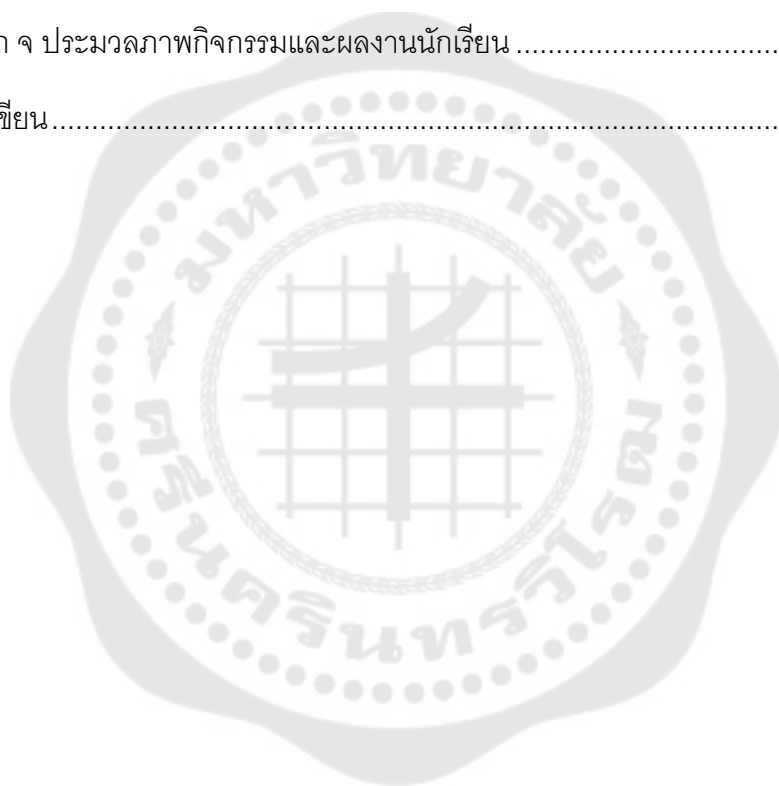 จ ประมวลภาพกิจกรรมและผลงานนักเรียน ................................
ขียน ..........................................................................................
มหาวิทยาลัย
ศรีนครินทรวิโรฒ